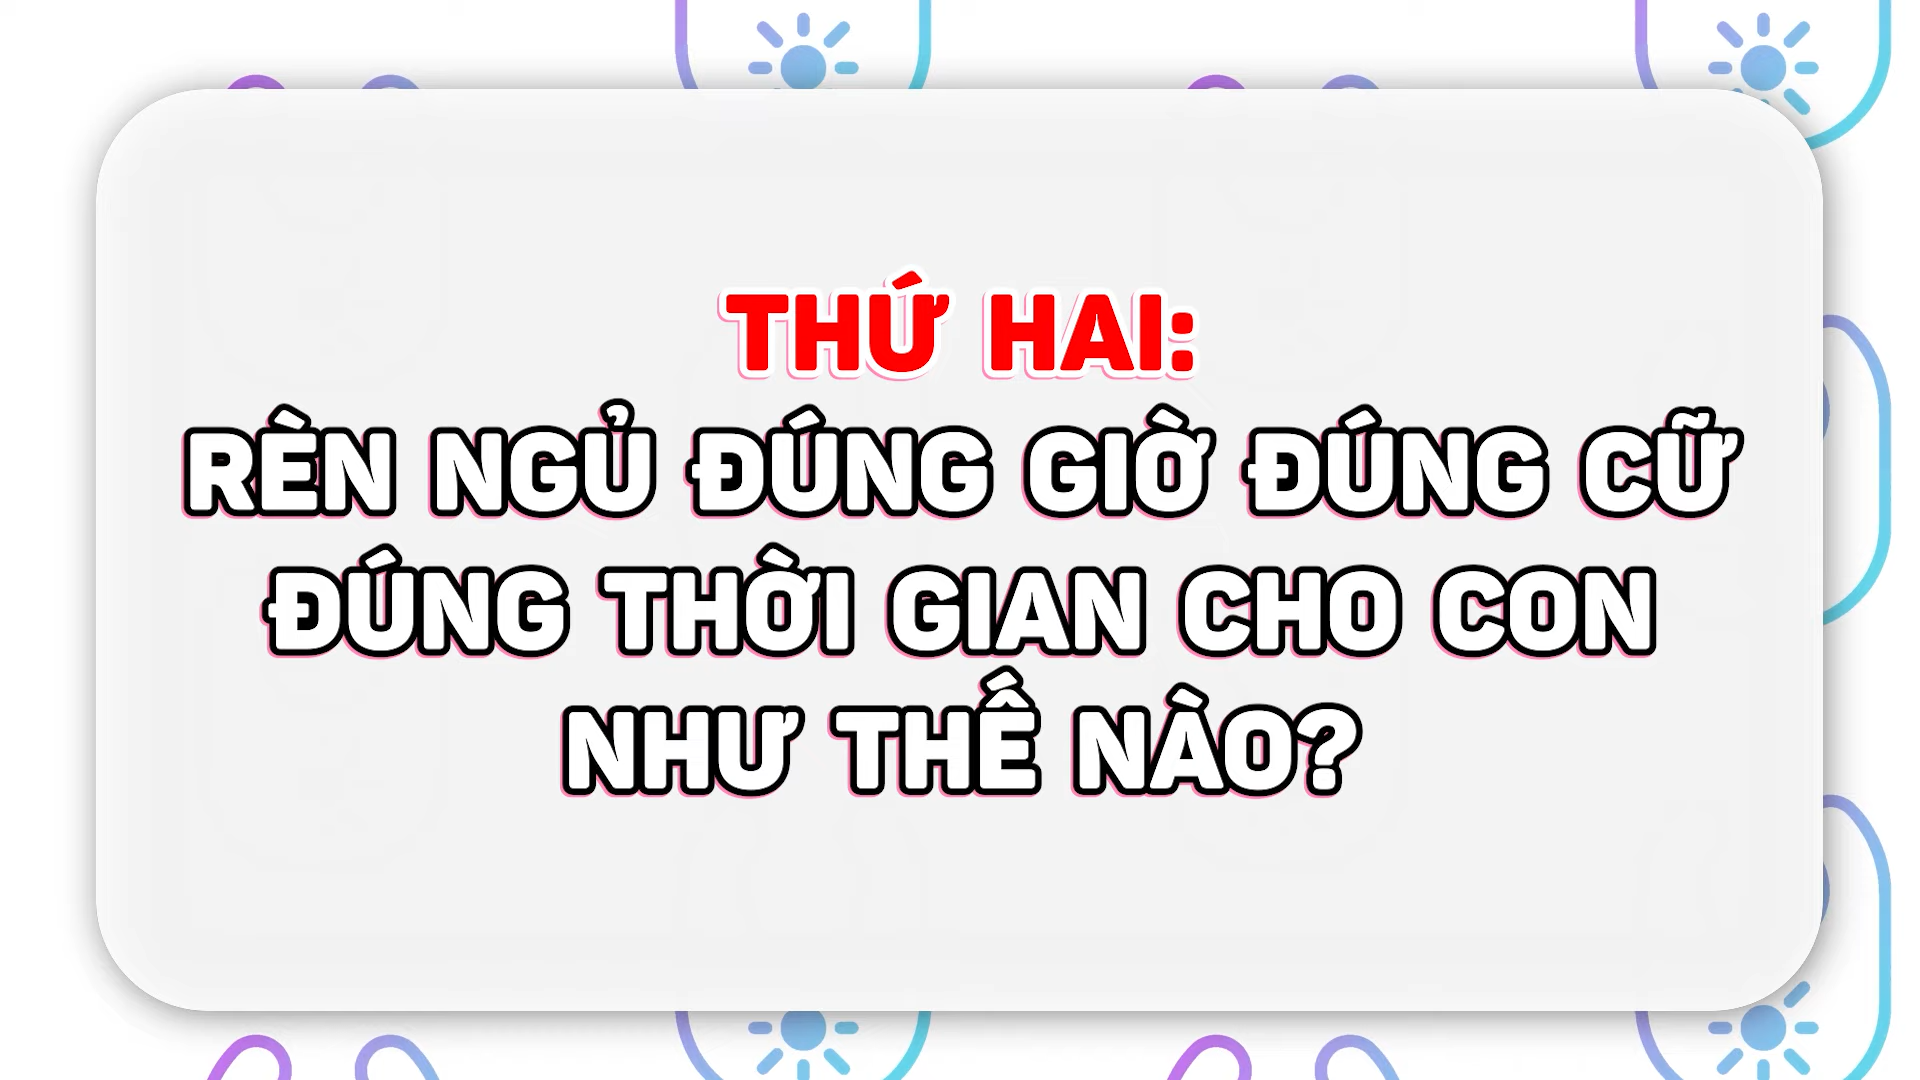 THỨ HAI:
RÈN NGỦ ĐÚNG GIỜ ĐÚNG CỮ
ĐÚNG THỜI GIAN CHO CON
NHƯ THẾ NÀO?